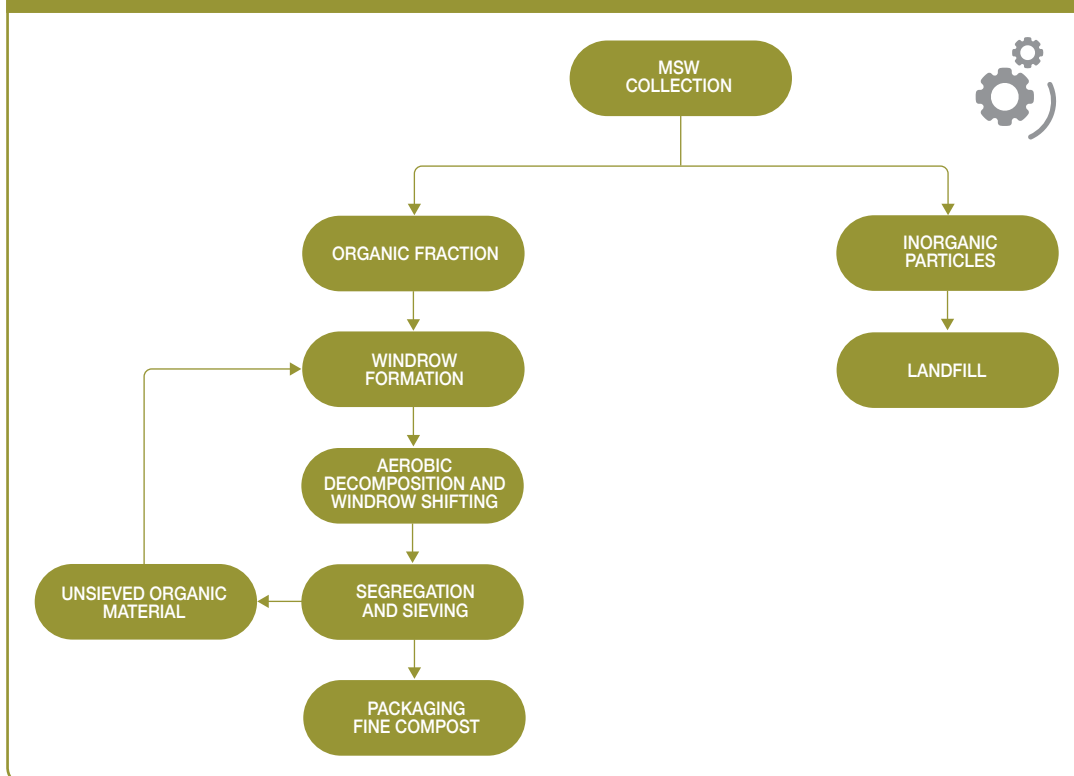 MSW
COLLECTION
ORGANIC FRACTION
INORGANIC
PARTICLES
WINDROW
FORMATION
LANDFILL
AEROBIC
DECOMPOSITION AND
WINDROW SHIFTING
UNSIEVED ORGANIC
MATERIAL
SEGREGATION
AND SIEVING
PACKAGING
FINE COMPOST